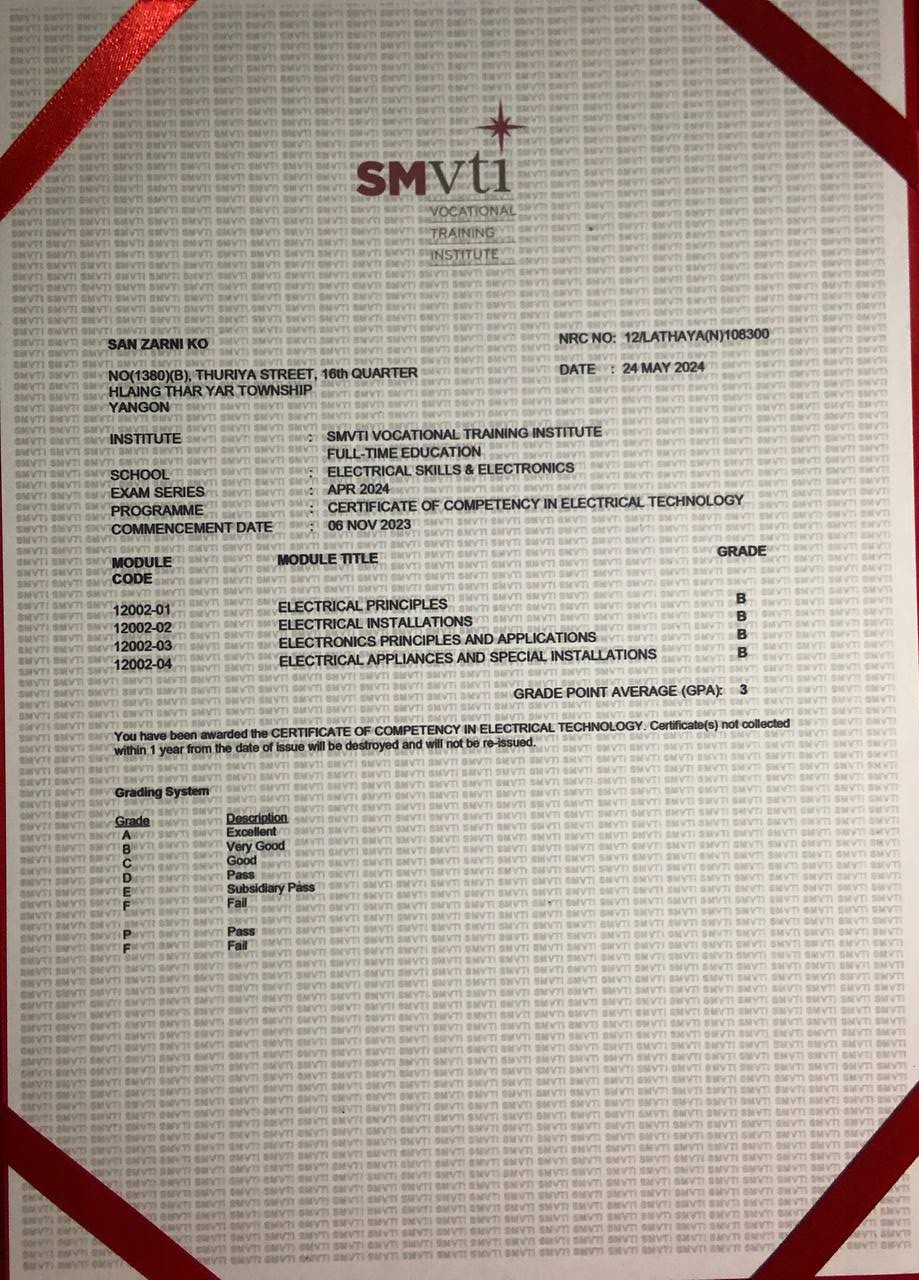 SMvti
VOCATIONAL
TRAINING
INSTITUTE
SAN ZARNI KO
NRC NO: 12/LATHAYA(N)108300
NO(1380)(B), THURIYA STREET, 16th QUARTER
DATE : 24 MAY 2024
HLAING THAR YAR TOWNSHIP
YANGON
INSTITUTE : SMVTI VOCATIONAL TRAINING INSTITUTE
FULL-TIME EDUCATION
SCHOOL : ELECTRICAL SKILLS & ELECTRONICS
EXAM SERIES : APR 2024
PROGRAMME : CERTIFICATE OF COMPETENCY IN ELECTRICAL TECHNOLOGY
COMMENCEMENT DATE : 06 NOV 2023
MODULE MODULE TITLE GRADE
CODE
12002-01 ELECTRICAL PRINCIPLES B
12002-02 ELECTRICAL INSTALLATIONS B
12002-03 ELECTRONICS PRINCIPLES AND APPLICATIONS B
12002-04 ELECTRICAL APPLIANCES AND SPECIAL INSTALLATIONS B
GRADE POINT AVERAGE (GPA): 3
You have been awarded the CERTIFICATE OF COMPETENCY IN ELECTRICAL TECHNOLOGY. Certificate(s) not collected
within 1 year from the date of issue will be destroyed and will not be re-issued.
Grading System
Grade Description
A Excellent
B Very Good
C Good
D Pass
E Subsidiary Pass
F Fail
P Pass
F Fail